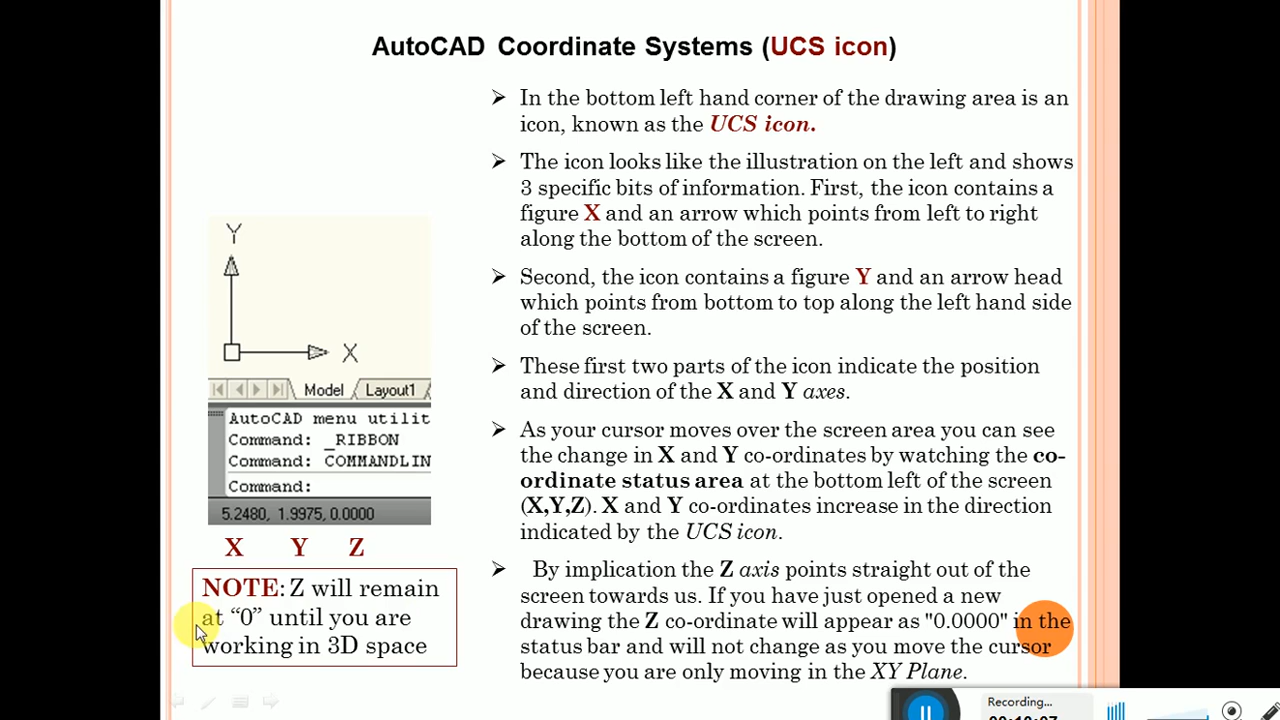 AutoCAD Coordinate Systems (UCS icon)
➢ In the bottom left hand corner of the drawing area is an
icon, known as the UCS icon.
➢ The icon looks like the illustration on the left and shows
3 specific bits of information. First, the icon contains a
figure X and an arrow which points from left to right
along the bottom of the screen.
➢ Second, the icon contains a figure Y and an arrow head
which points from bottom to top along the left hand side
of the screen.
➢ These first two parts of the icon indicate the position
and direction of the X and Y axes.
➢ As your cursor moves over the screen area you can see
the change in X and Y co-ordinates by watching the co-
ordinate status area at the bottom left of the screen
(X,Y,Z). X and Y co-ordinates increase in the direction
indicated by the UCS icon.
➢ By implication the Z axis points straight out of the
screen towards us. If you have just opened a new
drawing the Z co-ordinate will appear as "0.0000" in the
status bar and will not change as you move the cursor
because you are only moving in the XY Plane.
Y
X
Model Layout1
AutoCAD menu utilit
Command: _RIBBON
Command: COMMANDLIN
Command:
5.2480, 1.9975, 0.0000
X Y Z
NOTE: Z will remain
at “0” until you are
working in 3D space
Recording...